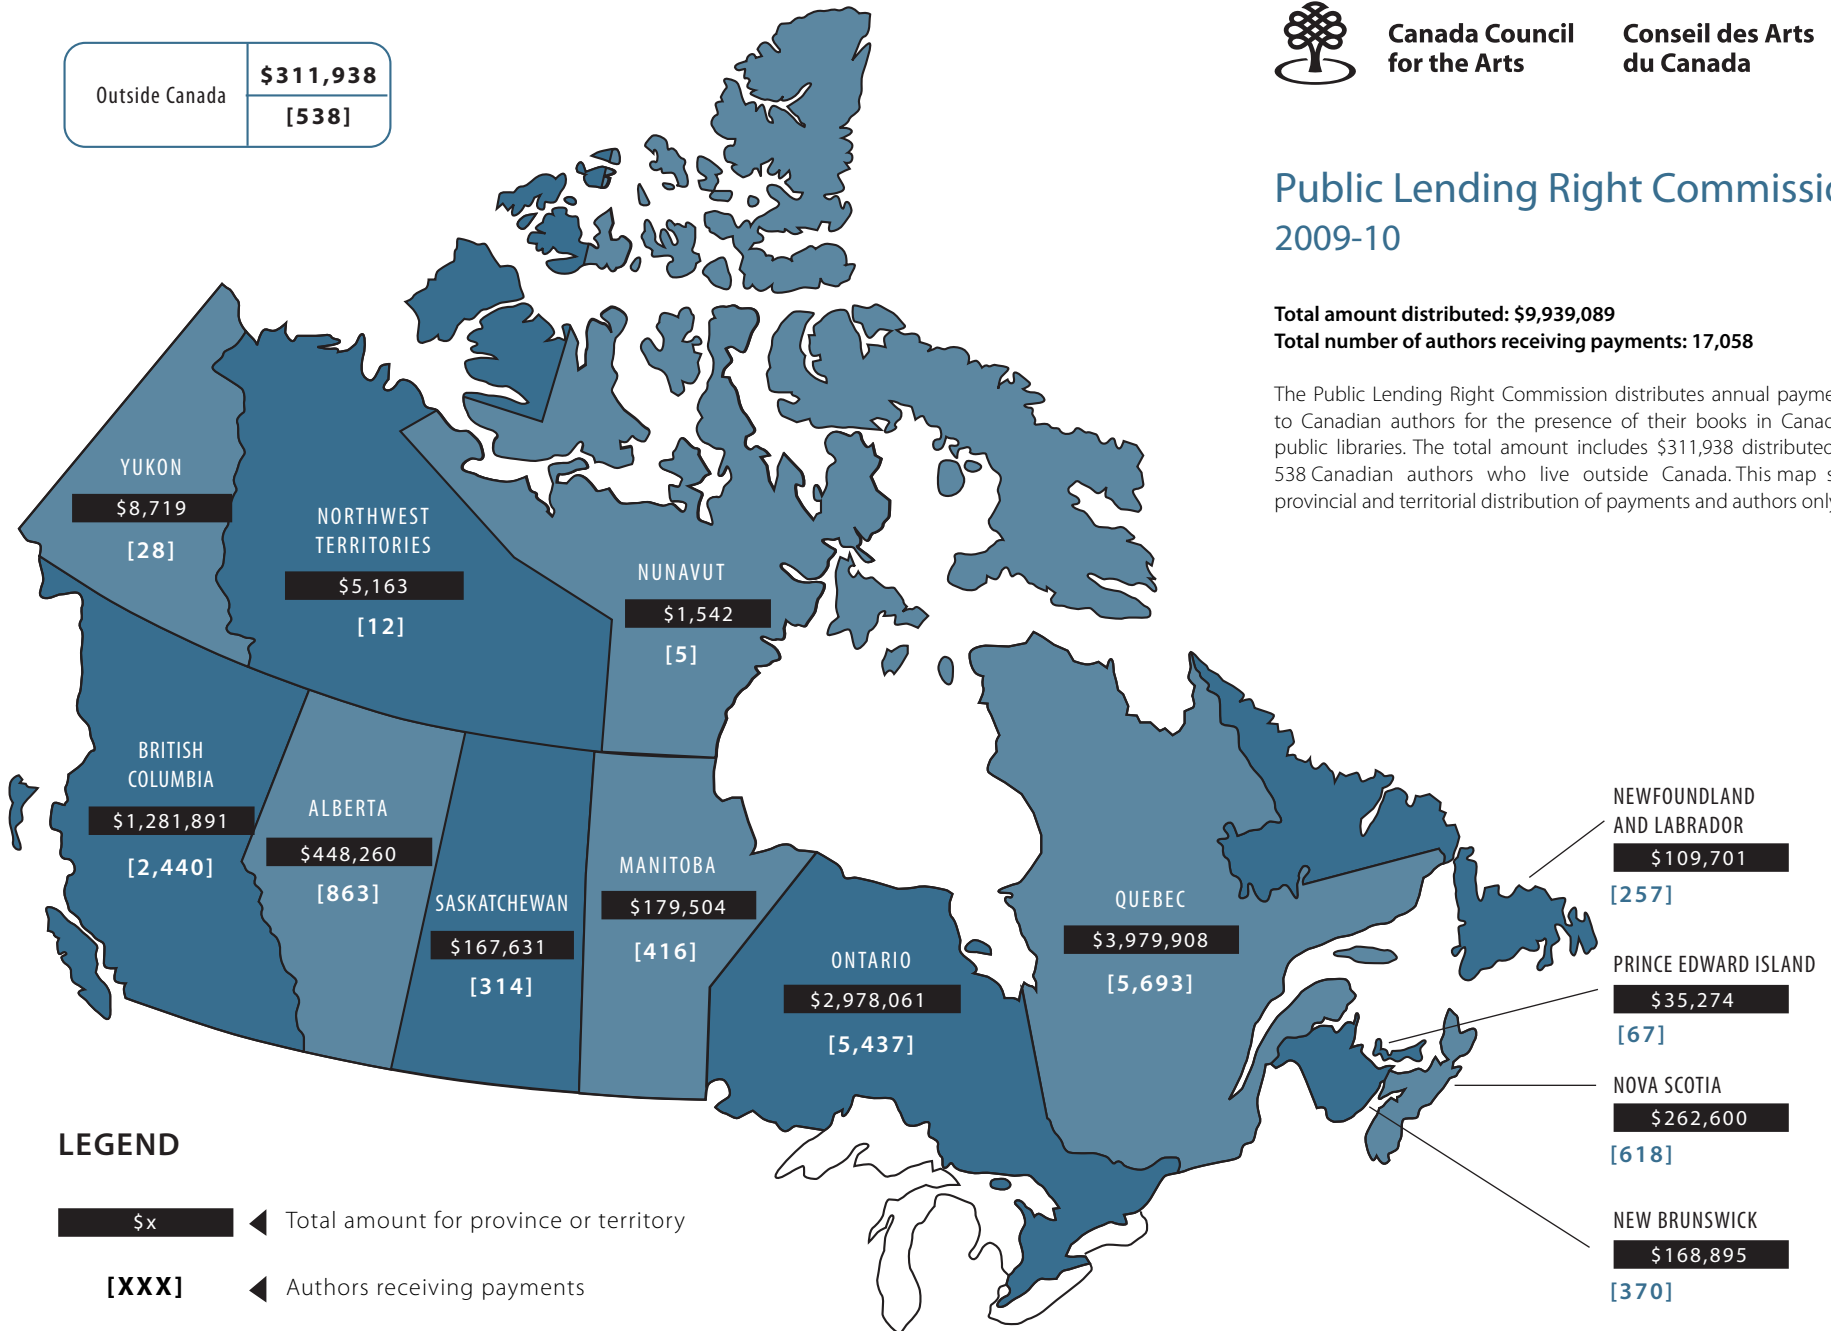 Outside Canada
$311,938
[538]
Canada Council
for the Arts
Conseil des Arts
du Canada
Public Lending Right Commissio
2009-10
Total amount distributed: $9,939,089
Total number of authors receiving payments: 17,058
The Public Lending Right Commission distributes annual payme
to Canadian authors for the presence of their books in Canad
public libraries. The total amount includes $311,938 distributed
538 Canadian authors who live outside Canada. This map s
provincial and territorial distribution of payments and authors only
YUKON
$8,719
[28]
NORTHWEST
TERRITORIES
$5,163
[12]
NUNAVUT
$1,542
[5]
BRITISH
COLUMBIA
$1,281,891
[2,440]
ALBERTA
$448,260
[863]
SASKATCHEWAN
$167,631
[314]
MANITOBA
$179,504
[416]
ONTARIO
$2,978,061
[5,437]
QUEBEC
$3,979,908
[5,693]
NEWFOUNDLAND
AND LABRADOR
$109,701
[257]
PRINCE EDWARD ISLAND
$35,274
[67]
NOVA SCOTIA
$262,600
[618]
NEW BRUNSWICK
$168,895
[370]
LEGEND
$x
Total amount for province or territory
[XXX]
Authors receiving payments